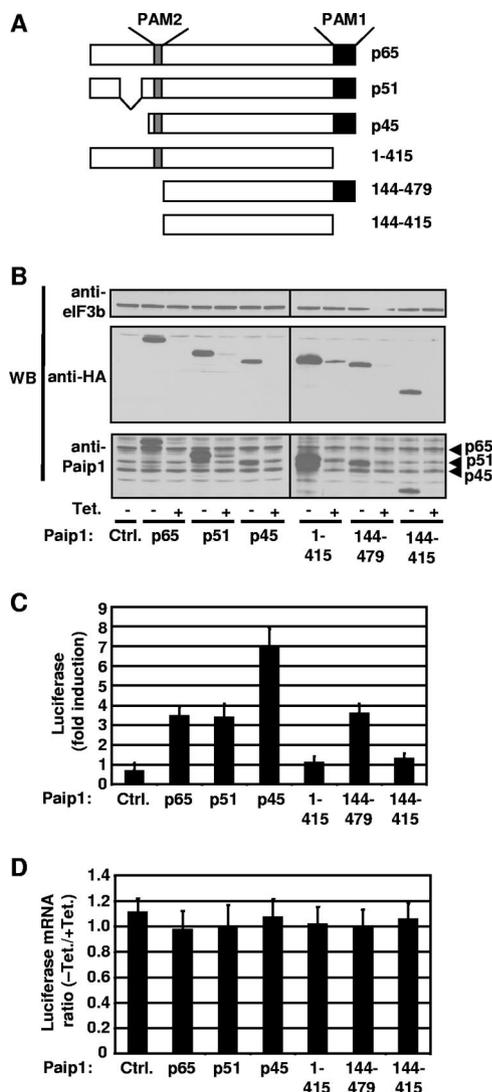 A
PAM2 PAM1
p65
p51
p45
1-415
144-479
144-415
B
WB
anti-
eIF3b
anti-HA
anti-
Paip1
p65
p51
p45
Tet. - - + - + - + - + - + - +
Paip1: Ctrl. p65 p51 p45 1- 144- 144-
415 479 415
C
Luciferase
(fold induction)
9
8
7
6
5
4
3
2
1
0
Paip1: Ctrl. p65 p51 p45 1- 144- 144-
415 479 415
D
Luciferase mRNA
ratio (–Tet./+Tet.)
1.4
1.2
1.0
0.8
0.6
0.4
0.2
0
Paip1: Ctrl. p65 p51 p45 1- 144- 144-
415 479 415